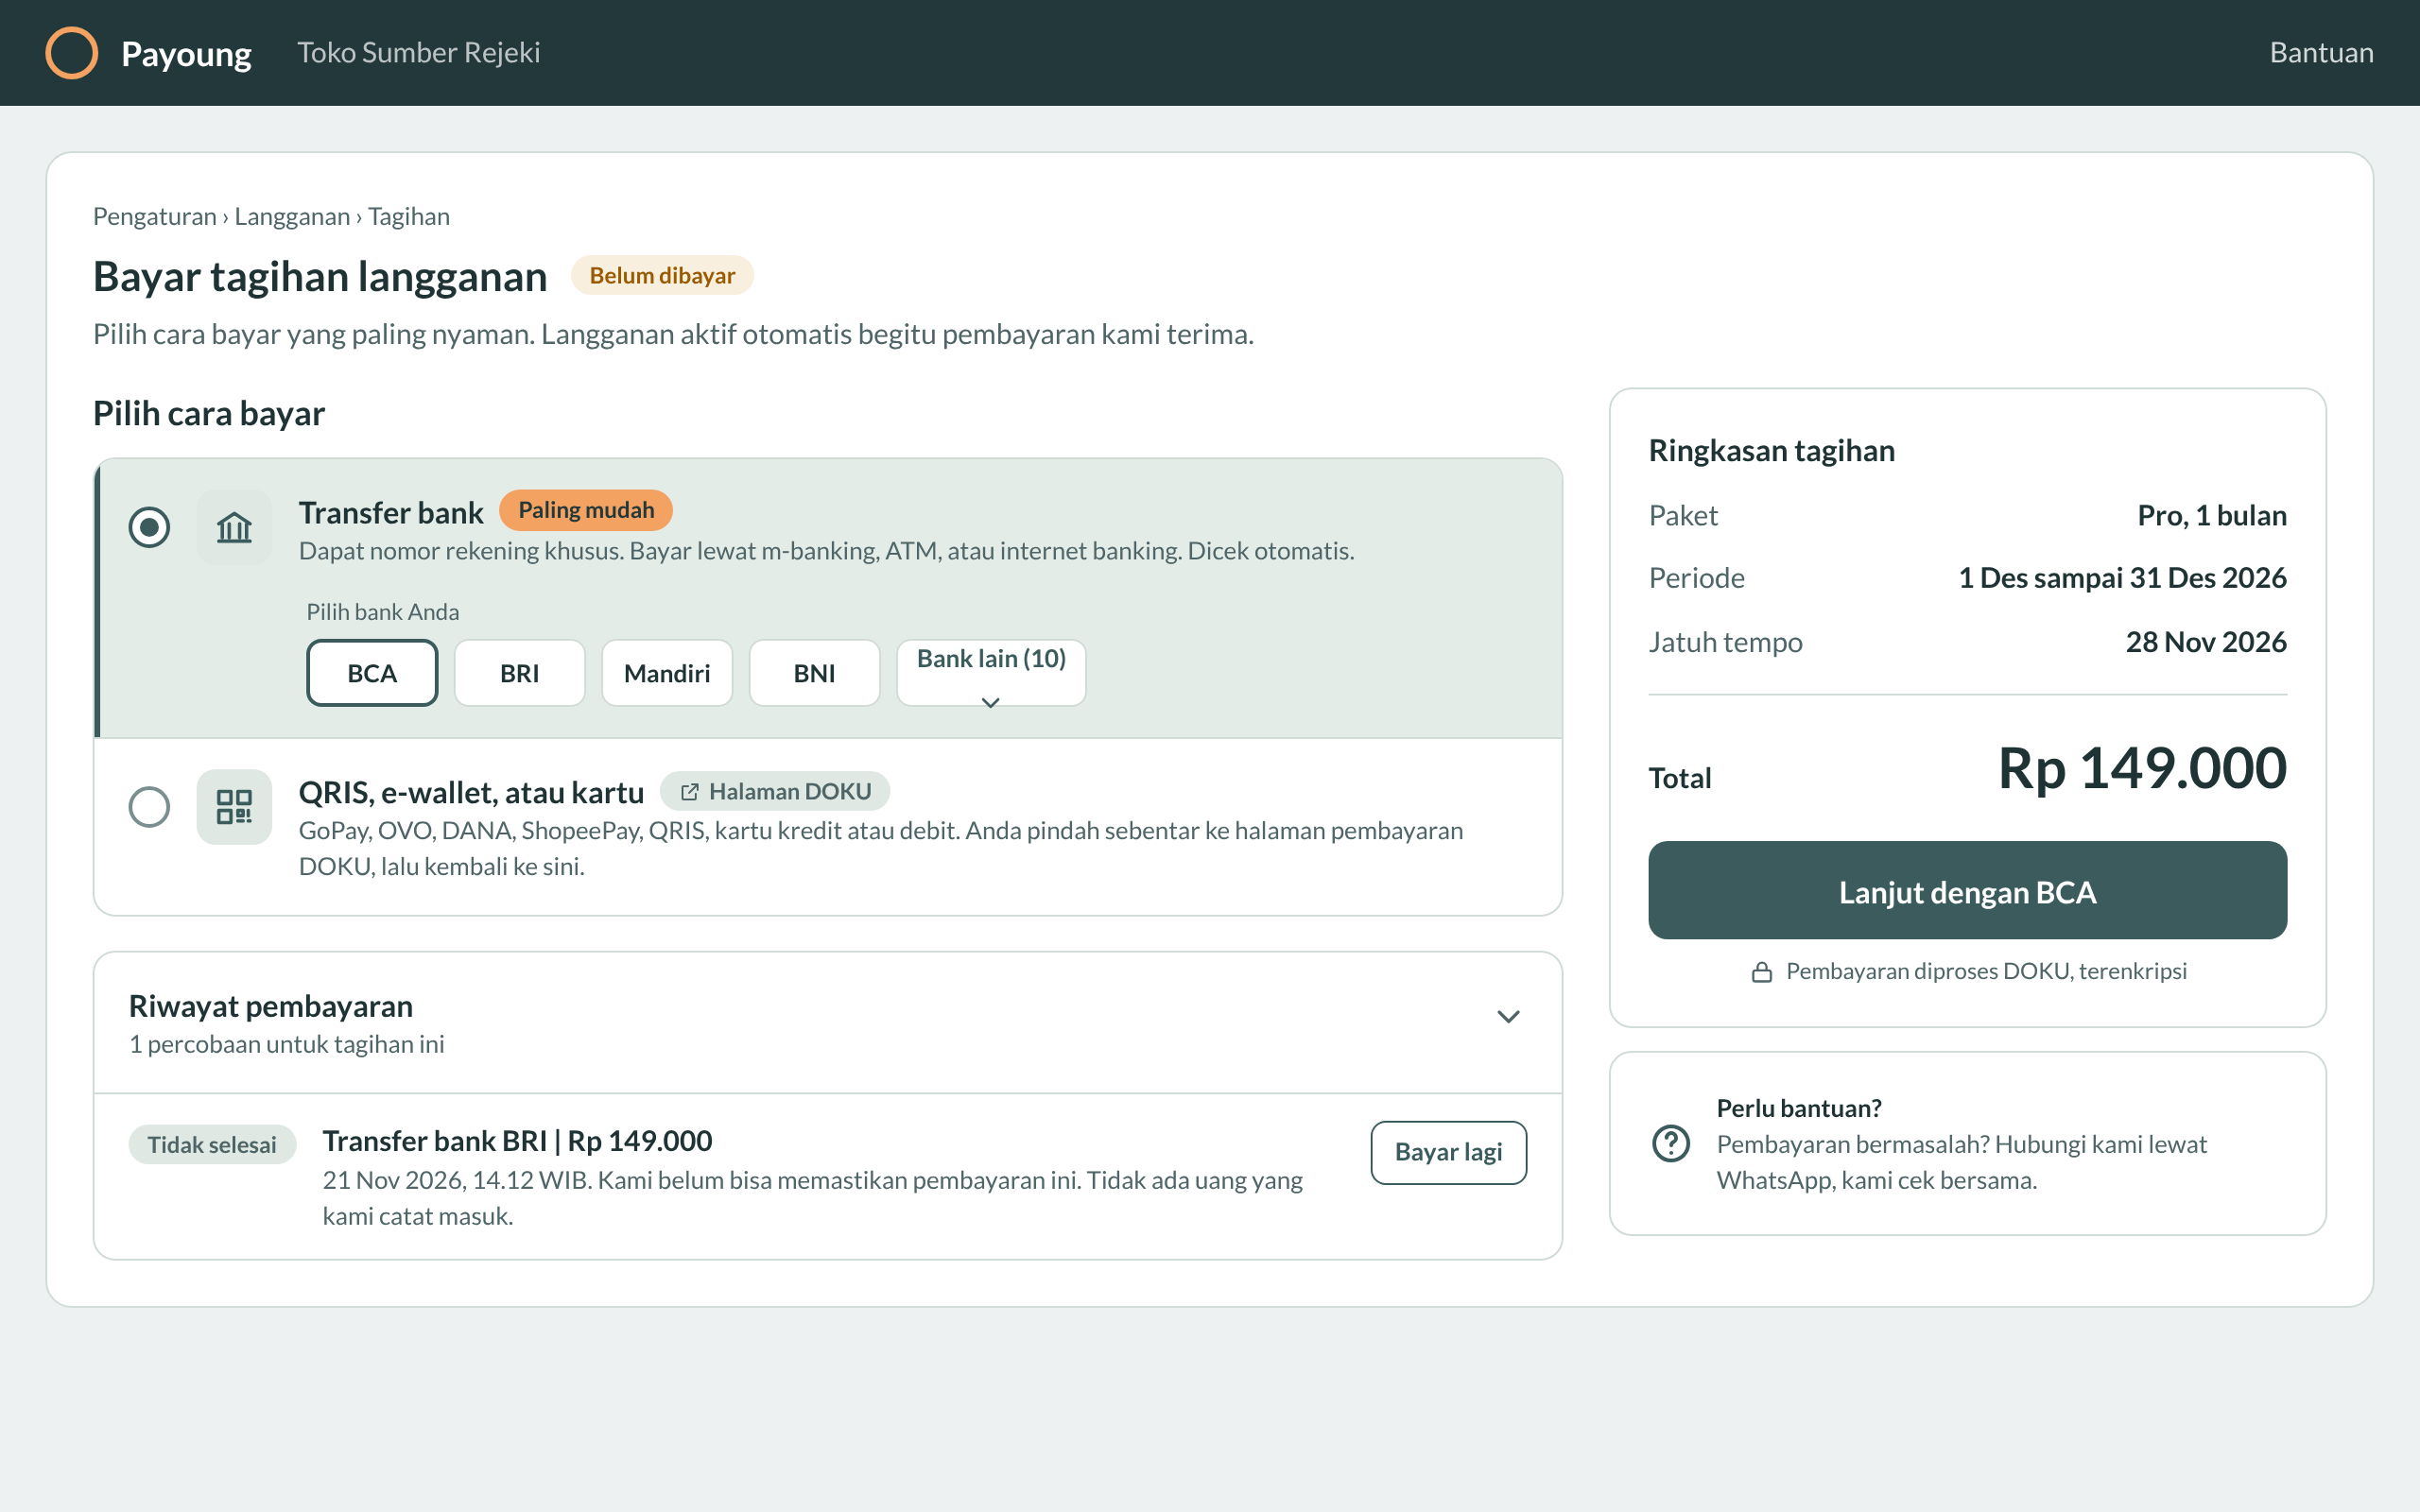 Payoung
Toko Sumber Rejeki
Bantuan
Pengaturan › Langganan › Tagihan
Bayar tagihan langganan
Belum dibayar
Pilih cara bayar yang paling nyaman. Langganan aktif otomatis begitu pembayaran kami terima.
Pilih cara bayar
Transfer bank
Paling mudah
Dapat nomor rekening khusus. Bayar lewat m-banking, ATM, atau internet banking. Dicek otomatis.
Pilih bank Anda
BCA
BRI
Mandiri
BNI
Bank lain (10)
QRIS, e-wallet, atau kartu
Halaman DOKU
GoPay, OVO, DANA, ShopeePay, QRIS, kartu kredit atau debit. Anda pindah sebentar ke halaman pembayaran
DOKU, lalu kembali ke sini.
Riwayat pembayaran
1 percobaan untuk tagihan ini
Tidak selesai
Transfer bank BRI | Rp 149.000
21 Nov 2026, 14.12 WIB. Kami belum bisa memastikan pembayaran ini. Tidak ada uang yang
kami catat masuk.
Bayar lagi
Ringkasan tagihan
Paket
Pro, 1 bulan
Periode
1 Des sampai 31 Des 2026
Jatuh tempo
28 Nov 2026
Total
Rp 149.000
Lanjut dengan BCA
Pembayaran diproses DOKU, terenkripsi
Perlu bantuan?
Pembayaran bermasalah? Hubungi kami lewat
WhatsApp, kami cek bersama.